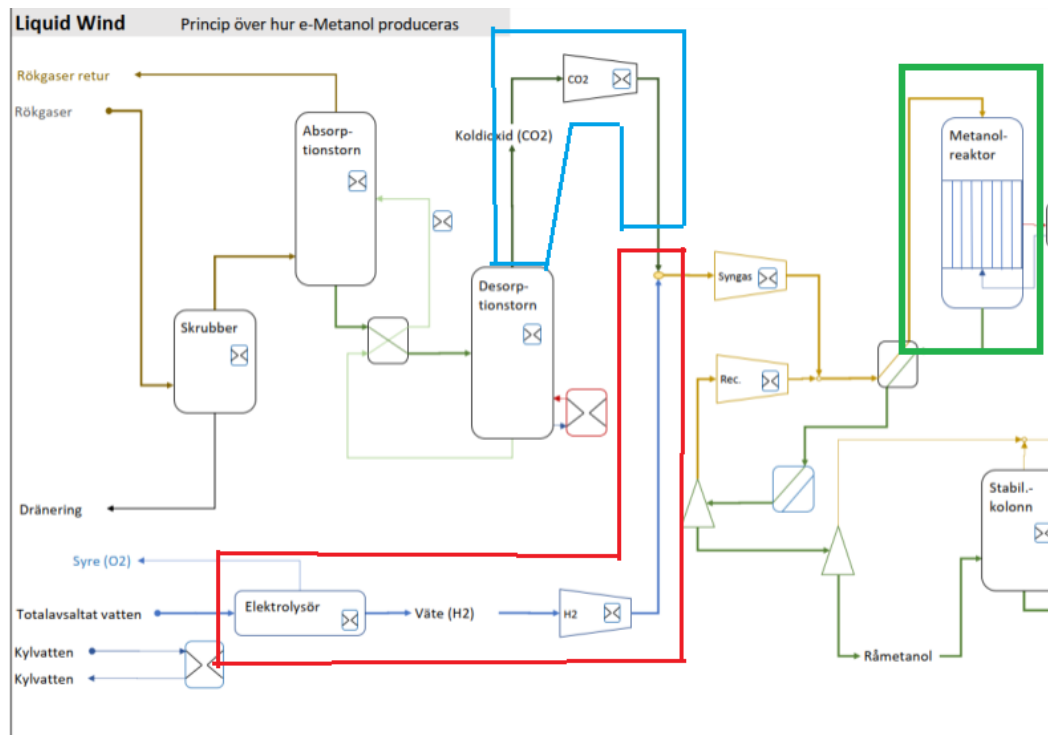 Liquid Wind
Princip över hur e-Metanol produceras
Rökgaser retur
Rökgaser
Absorp-
tionstorn
CO2
Koldioxid (CO2)
Metanol-
reaktor
Skrubber
Desorp-
tionstorn
Syngas
Rec.
Dränering
Stabil.-
kolonn
Syre (O2)
Elektrolysör
Totalavsaltat vatten
Väte (H2)
H2
Kylvatten
Kylvatten
Råmetanol